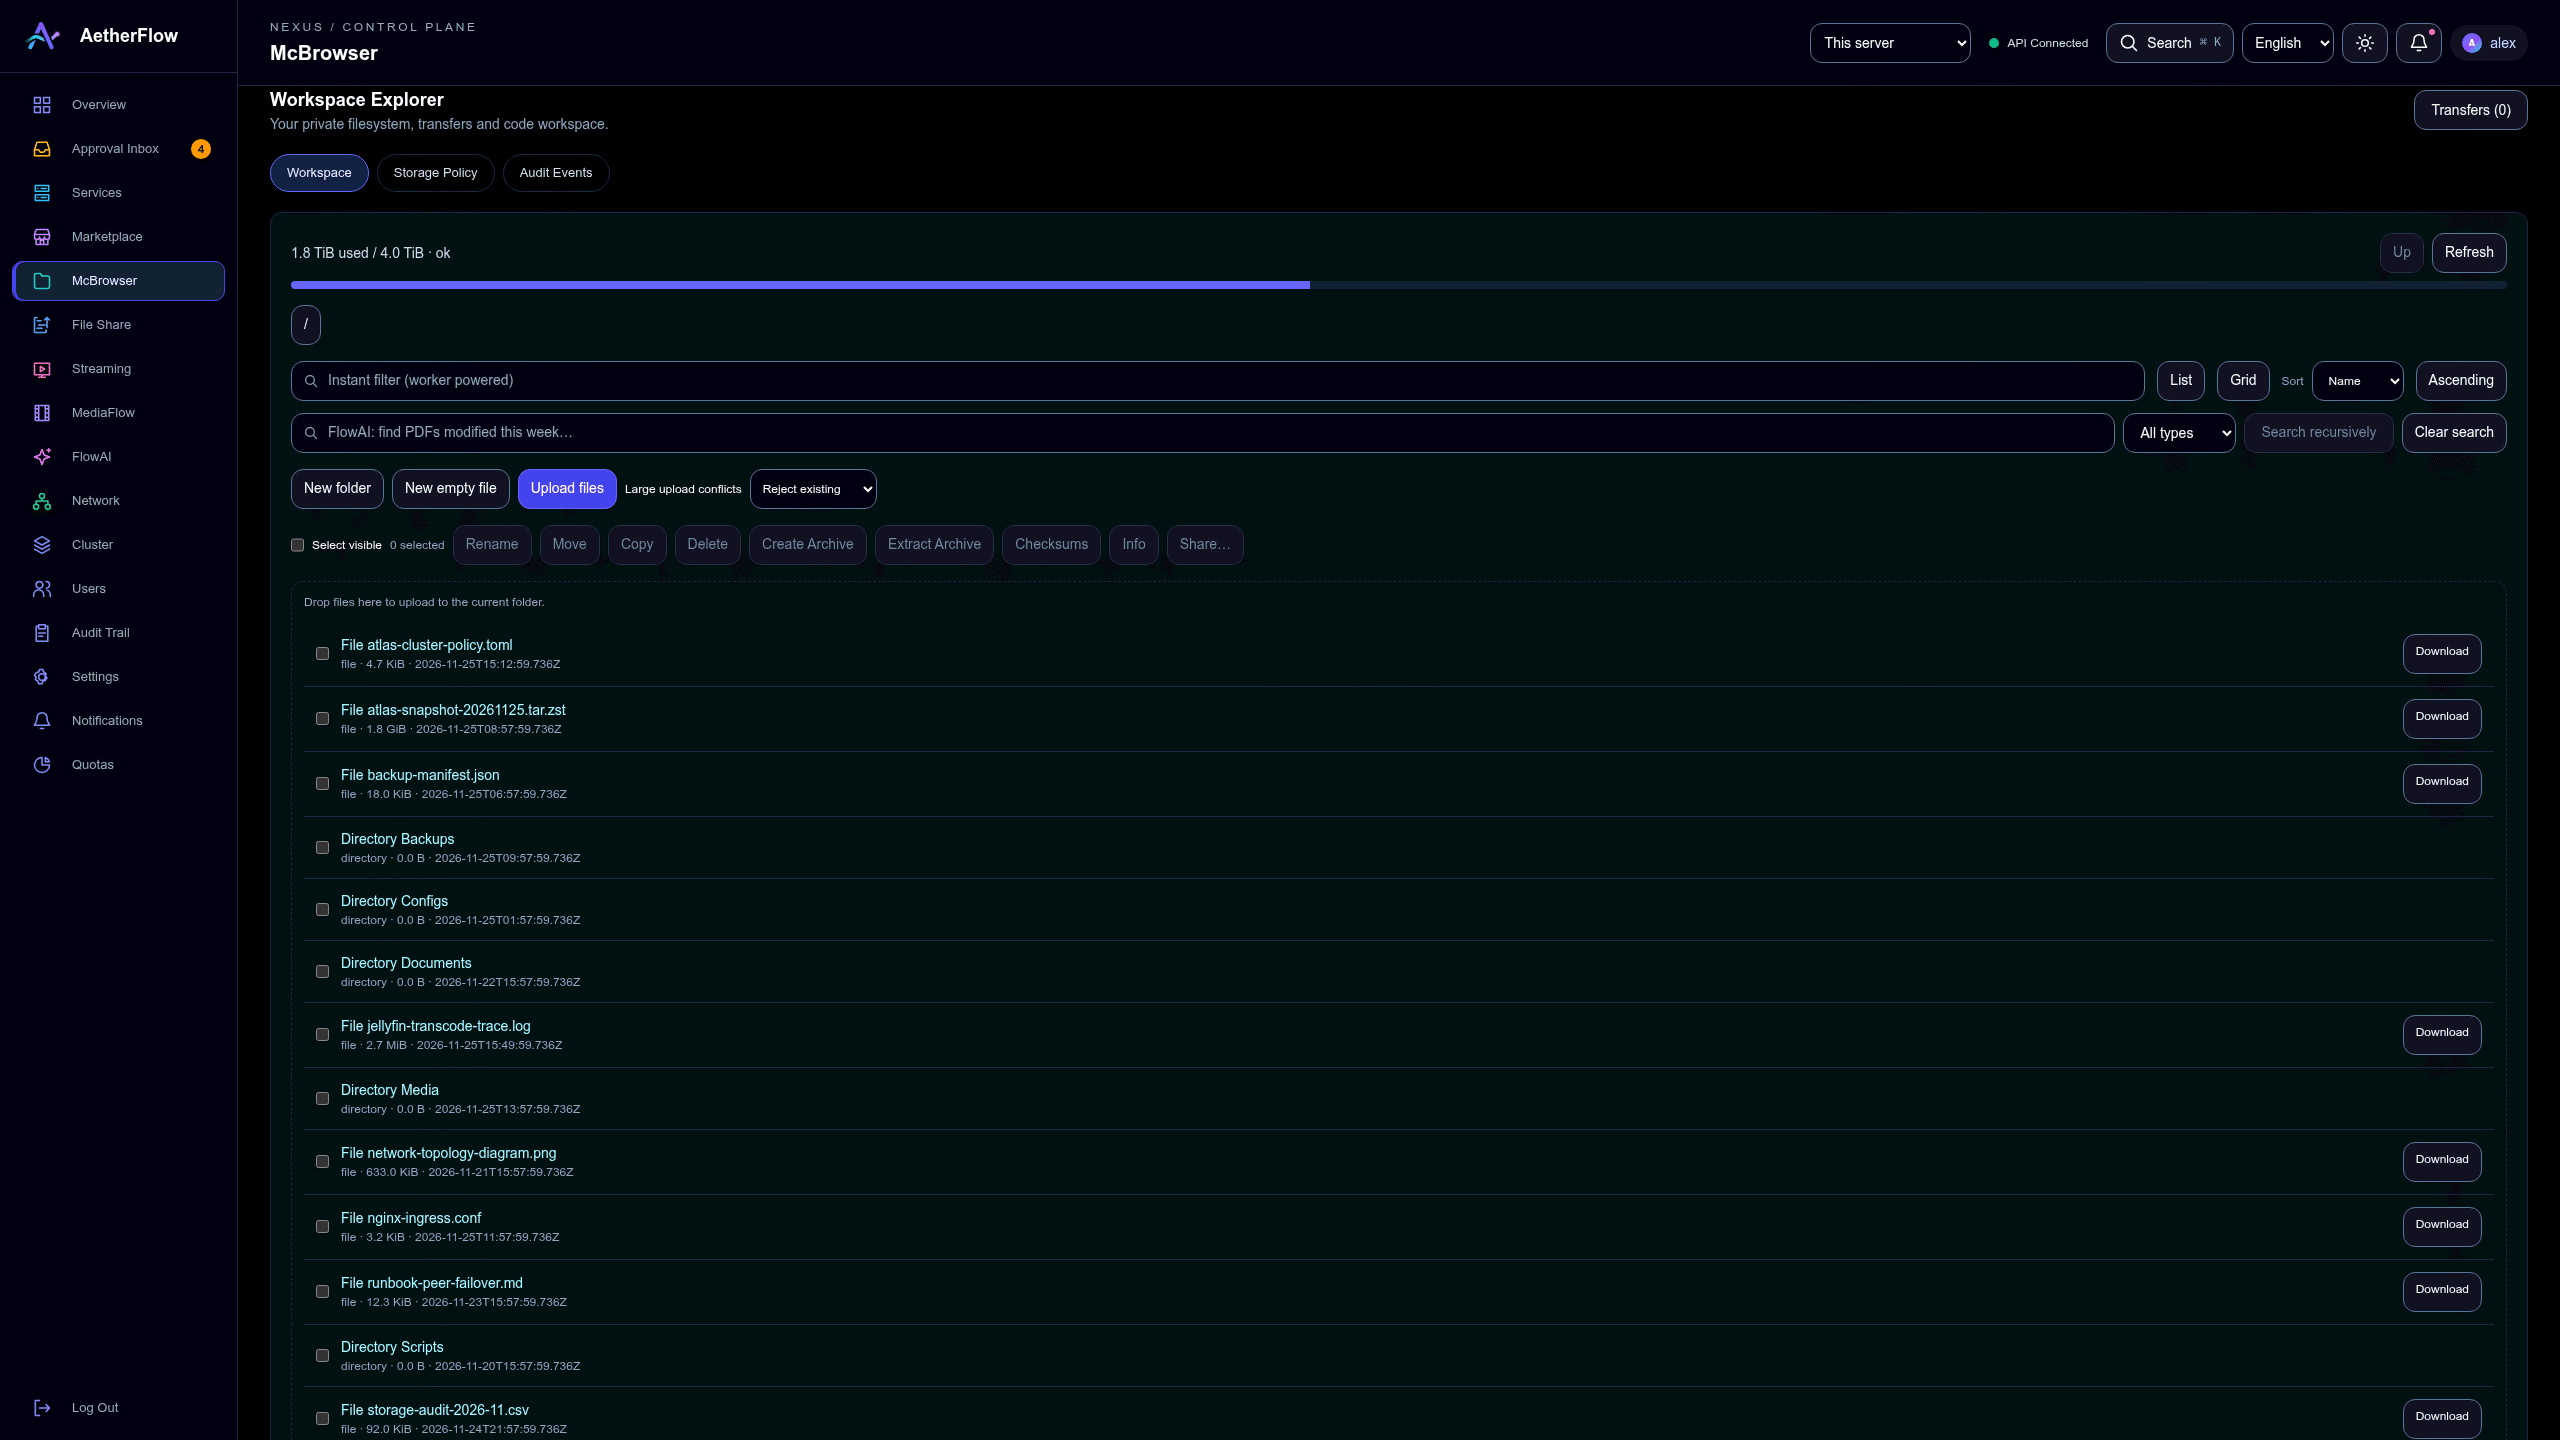 AetherFlow
Overview
Approval Inbox 4
Services
Marketplace
McBrowser
File Share
Streaming
MediaFlow
FlowAI
Network
Cluster
Users
Audit Trail
Settings
Notifications
Quotas
Log Out
NEXUS / CONTROL PLANE
McBrowser
This server
API Connected
Search ⌘ K
English
A alex
Workspace Explorer
Your private filesystem, transfers and code workspace.
Transfers (0)
Workspace Storage Policy Audit Events
1.8 TiB used / 4.0 TiB · ok
Up Refresh
/
Instant filter (worker powered) List Grid Sort Name Ascending
FlowAI: find PDFs modified this week… All types Search recursively Clear search
New folder New empty file Upload files Large upload conflicts Reject existing
Select visible 0 selected Rename Move Copy Delete Create Archive Extract Archive Checksums Info Share…
Drop files here to upload to the current folder.
File atlas-cluster-policy.toml
file · 4.7 KiB · 2026-11-25T15:12:59.736Z
Download
File atlas-snapshot-20261125.tar.zst
file · 1.8 GiB · 2026-11-25T08:57:59.736Z
Download
File backup-manifest.json
file · 18.0 KiB · 2026-11-25T06:57:59.736Z
Download
Directory Backups
directory · 0.0 B · 2026-11-25T09:57:59.736Z
Directory Configs
directory · 0.0 B · 2026-11-25T01:57:59.736Z
Directory Documents
directory · 0.0 B · 2026-11-22T15:57:59.736Z
File jellyfin-transcode-trace.log
file · 2.7 MiB · 2026-11-25T15:49:59.736Z
Download
Directory Media
directory · 0.0 B · 2026-11-25T13:57:59.736Z
File network-topology-diagram.png
file · 633.0 KiB · 2026-11-21T15:57:59.736Z
Download
File nginx-ingress.conf
file · 3.2 KiB · 2026-11-25T11:57:59.736Z
Download
File runbook-peer-failover.md
file · 12.3 KiB · 2026-11-23T15:57:59.736Z
Download
Directory Scripts
directory · 0.0 B · 2026-11-20T15:57:59.736Z
File storage-audit-2026-11.csv
file · 92.0 KiB · 2026-11-24T21:57:59.736Z
Download